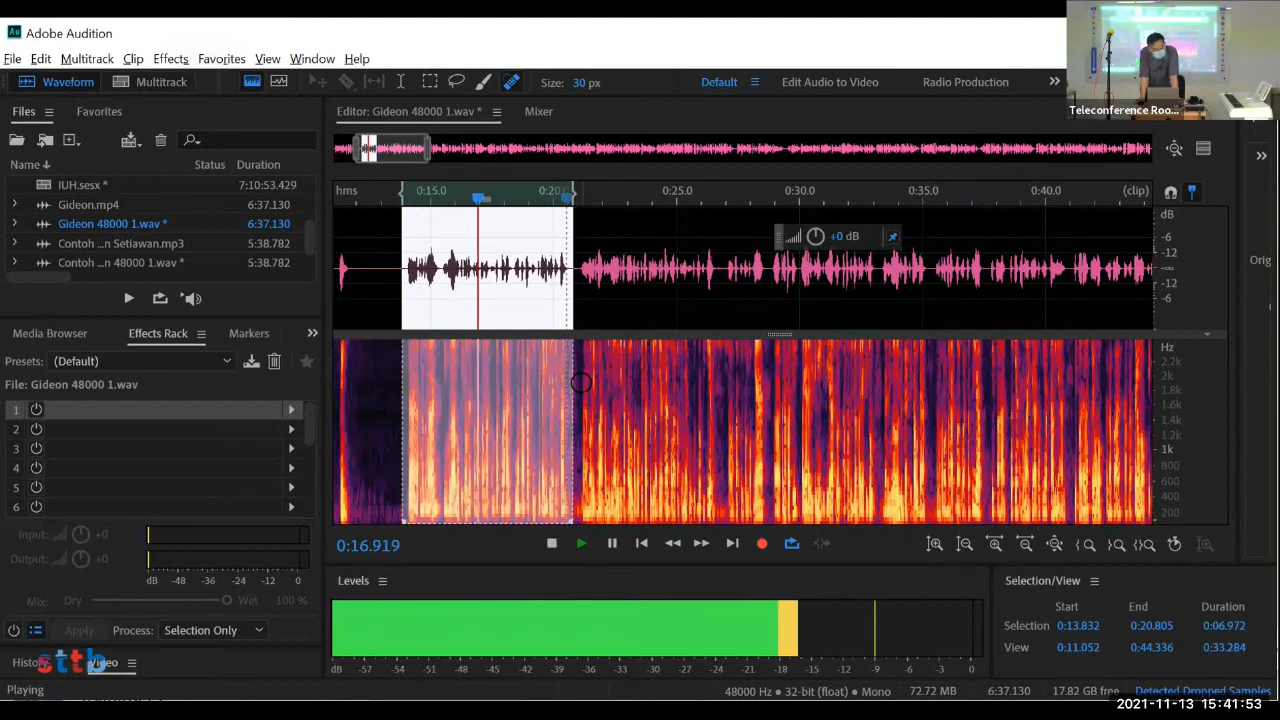 Au Adobe Audition
File Edit Multitrack Clip Effects Favorites View Window Help
Waveform Multitrack Size: 30 px Default Edit Audio to Video Radio Production
Teleconference Roo...
Files Favorites Editor: Gideon 48000 1.wav * Mixer
Name Status Duration
hms 0:15.0 0:20. 0:25.0 0:30.0 0:35.0 0:40.0 (clip)
IUH.sesx * 7:10:53.429
Gideon.mp4 6:37.130
Gideon 48000 1.wav * 6:37.130
Contoh ...n Setiawan.mp3 5:38.782
Contoh ...n 48000 1.wav * 5:38.782
+0 dB
dB
-6
-12
-∞
-12
-6
Orig
Media Browser Effects Rack Markers
Presets: (Default)
File: Gideon 48000 1.wav
1
2
3
4
5
6
Hz
2.2k
2k
1.8k
1.6k
1.4k
1.2k
1k
800
600
400
200
Input: +0
Output: +0
dB -48 -36 -24 -12 0
Mix: Dry Wet 100 %
Apply Process: Selection Only
0:16.919
Levels
dB -57 -54 -51 -48 -45 -42 -39 -36 -33 -30 -27 -24 -21 -18 -15 -12 -9 -6 -3 0
Selection/View
Start End Duration
Selection 0:13.832 0:20.805 0:06.972
View 0:11.052 0:44.336 0:33.284
sttb
Video
Playing
48000 Hz • 32-bit (float) • Mono 72.72 MB 6:37.130 17.82 GB free Detected Dropped Samples
2021-11-13 15:41:53